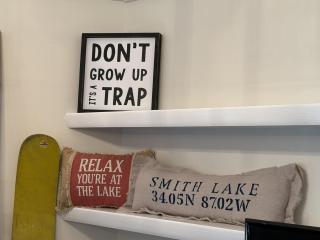 DON'T
GROW UP
IT'S A TRAP
RELAX
YOU'RE AT
THE LAKE
SMITH LAKE
34.05N 87.02W